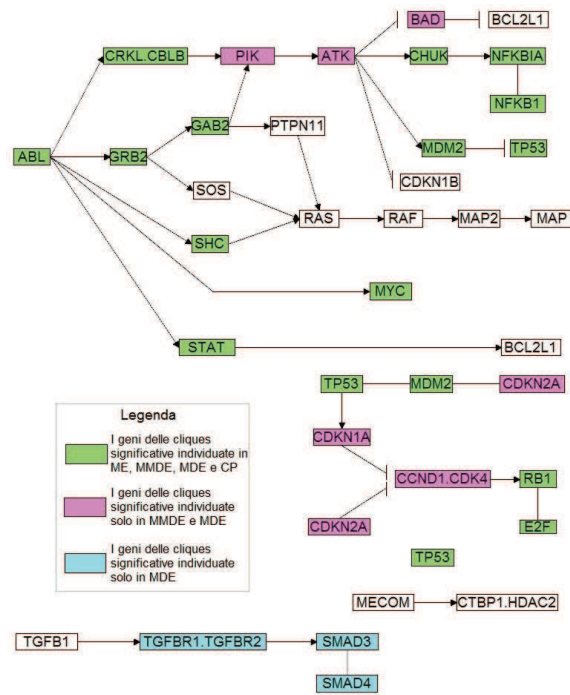 BAD
BCL2L1
CRKL.CBLB
PIK
ATK
CHUK
NFKBIA
NFKB1
GAB2
PTPN11
ABL
GRB2
MDM2
TP53
SOS
CDKN1B
RAS
RAF
MAP2
MAP
SHC
MYC
STAT
BCL2L1
TP53
MDM2
CDKN2A
Legenda
I geni delle cliques
significative individuate in
ME, MMDE, MDE e CP
I geni delle cliques
significative individuate
solo in MMDE e MDE
I geni delle cliques
significative individuate
solo in MDE
CDKN1A
CCND1.CDK4
RB1
CDKN2A
E2F
TP53
MECOM
CTBP1.HDAC2
TGFB1
TGFBR1.TGFBR2
SMAD3
SMAD4